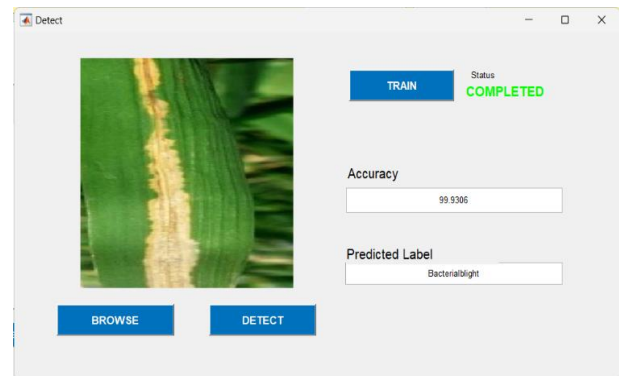 Detect
TRAIN
Status
COMPLETED
Accuracy
99.9306
Predicted Label
Bacterialblight
BROWSE
DETECT